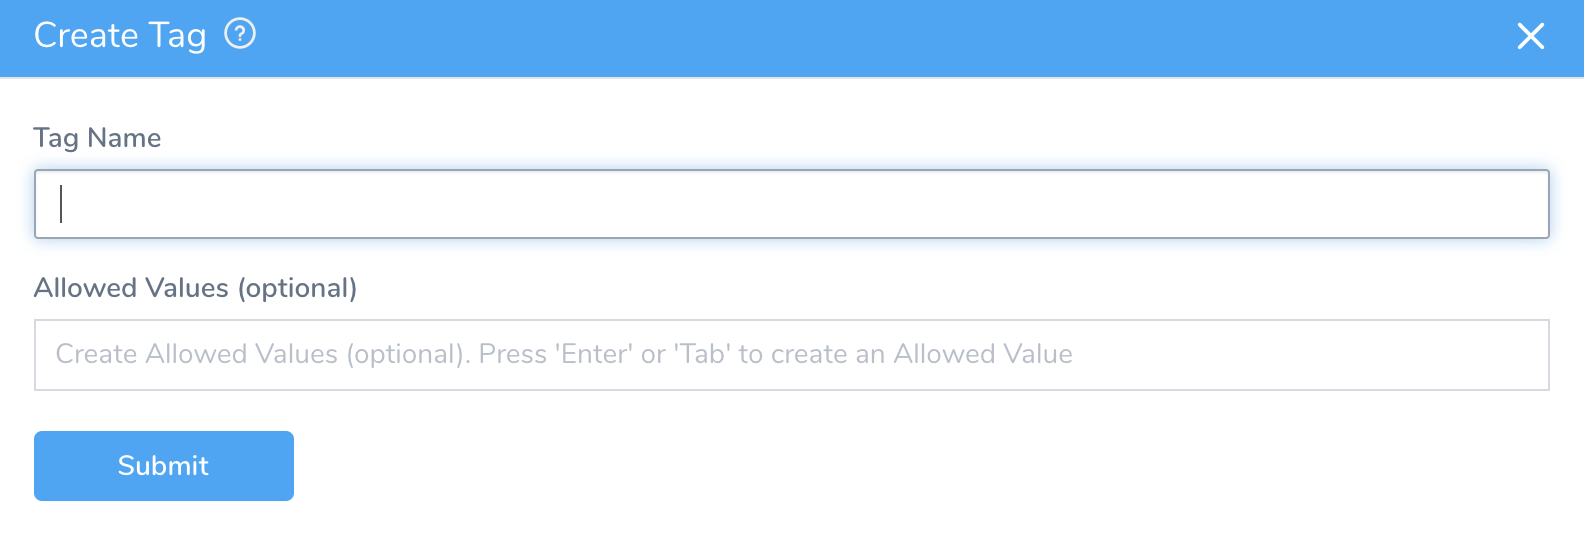 Create Tag ?
Tag Name
Allowed Values (optional)
Create Allowed Values (optional). Press 'Enter' or 'Tab' to create an Allowed Value
Submit